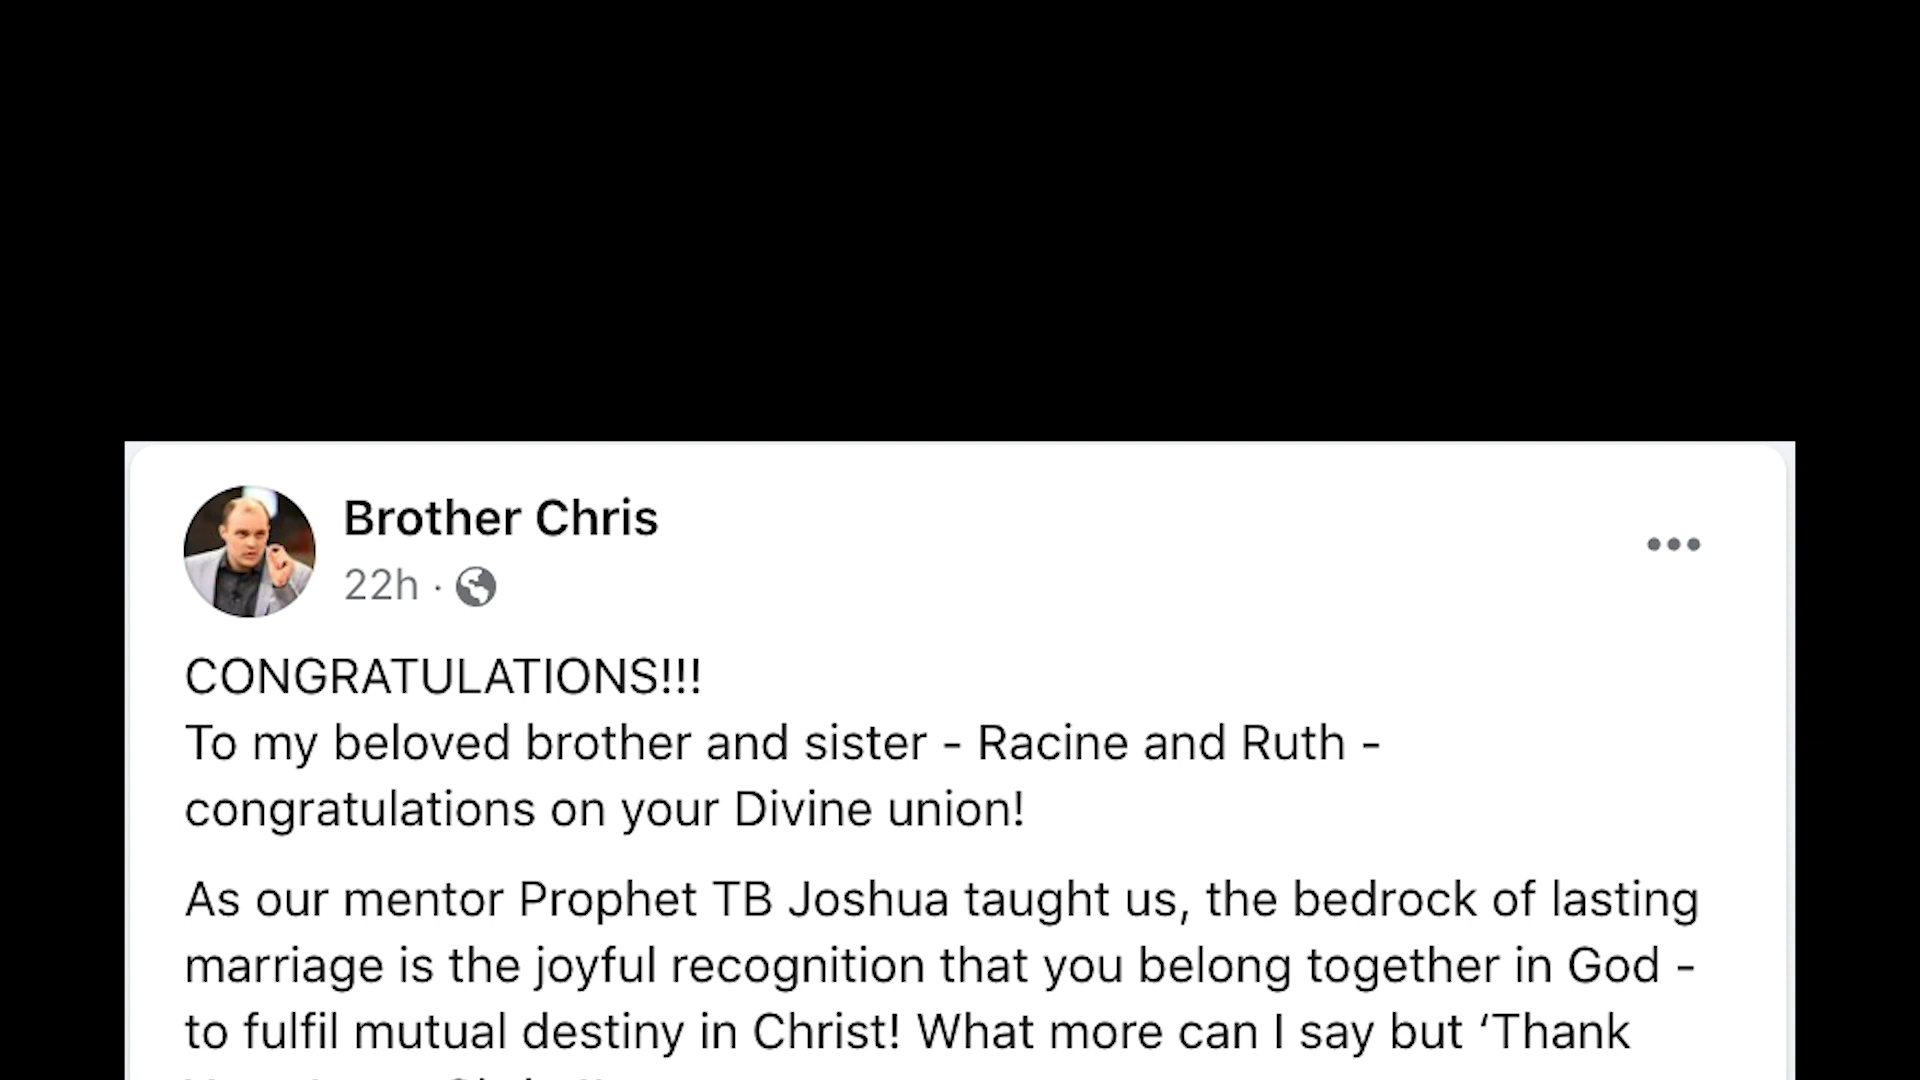 Brother Chris
22h ·
CONGRATULATIONS!!!
To my beloved brother and sister - Racine and Ruth -
congratulations on your Divine union!
As our mentor Prophet TB Joshua taught us, the bedrock of lasting
marriage is the joyful recognition that you belong together in God -
to fulfil mutual destiny in Christ! What more can I say but ‘Thank